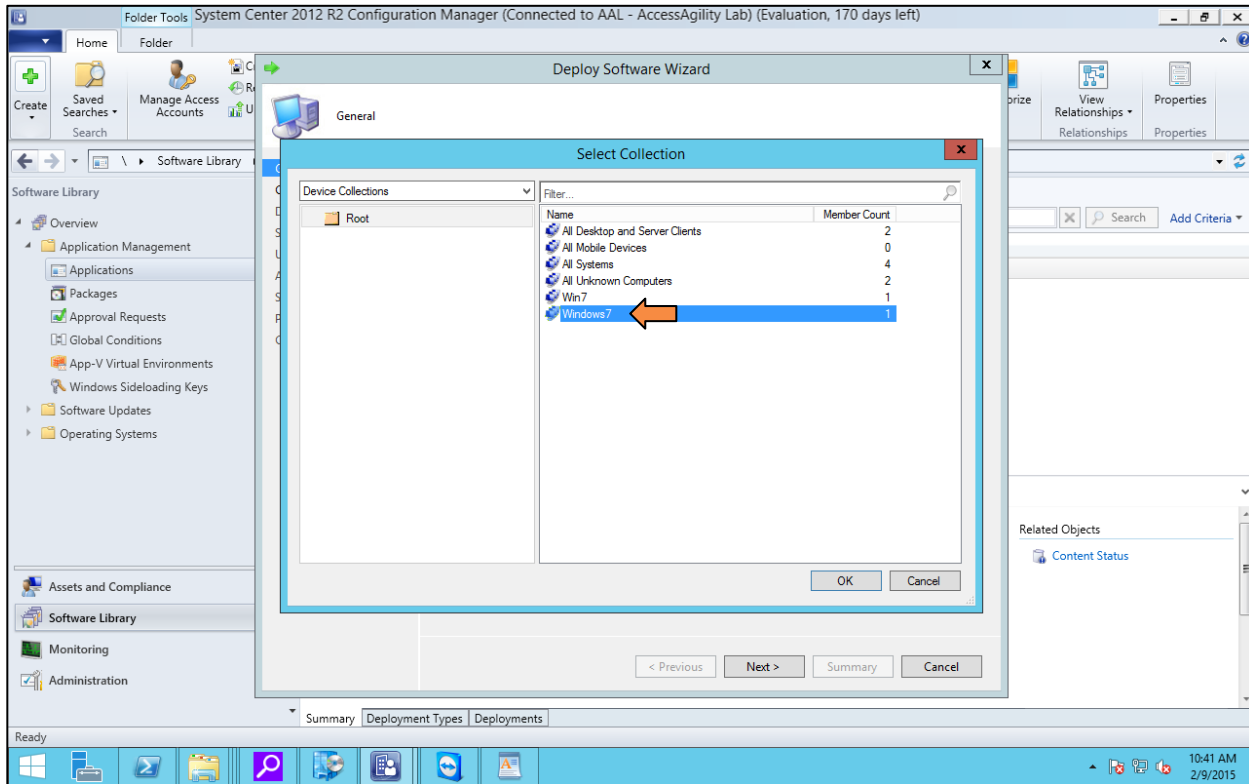 Folder Tools System Center 2012 R2 Configuration Manager (Connected to AAL - AccessAgility Lab) (Evaluation, 170 days left)
Home Folder
Create
Saved Searches
Search
Manage Access Accounts
View Relationships
Relationships
Properties
Properties
\ Software Library
Software Library
Overview
Application Management
Applications
Packages
Approval Requests
Global Conditions
App-V Virtual Environments
Windows Sideloading Keys
Software Updates
Operating Systems
Assets and Compliance
Software Library
Monitoring
Administration
Deploy Software Wizard
General
Select Collection
Device Collections
Root
Filter...
Name Member Count
All Desktop and Server Clients 2
All Mobile Devices 0
All Systems 4
All Unknown Computers 2
Win7 1
Windows7 1
OK Cancel
< Previous Next > Summary Cancel
Search Add Criteria
Related Objects
Content Status
Summary Deployment Types Deployments
Ready
10:41 AM
2/9/2015